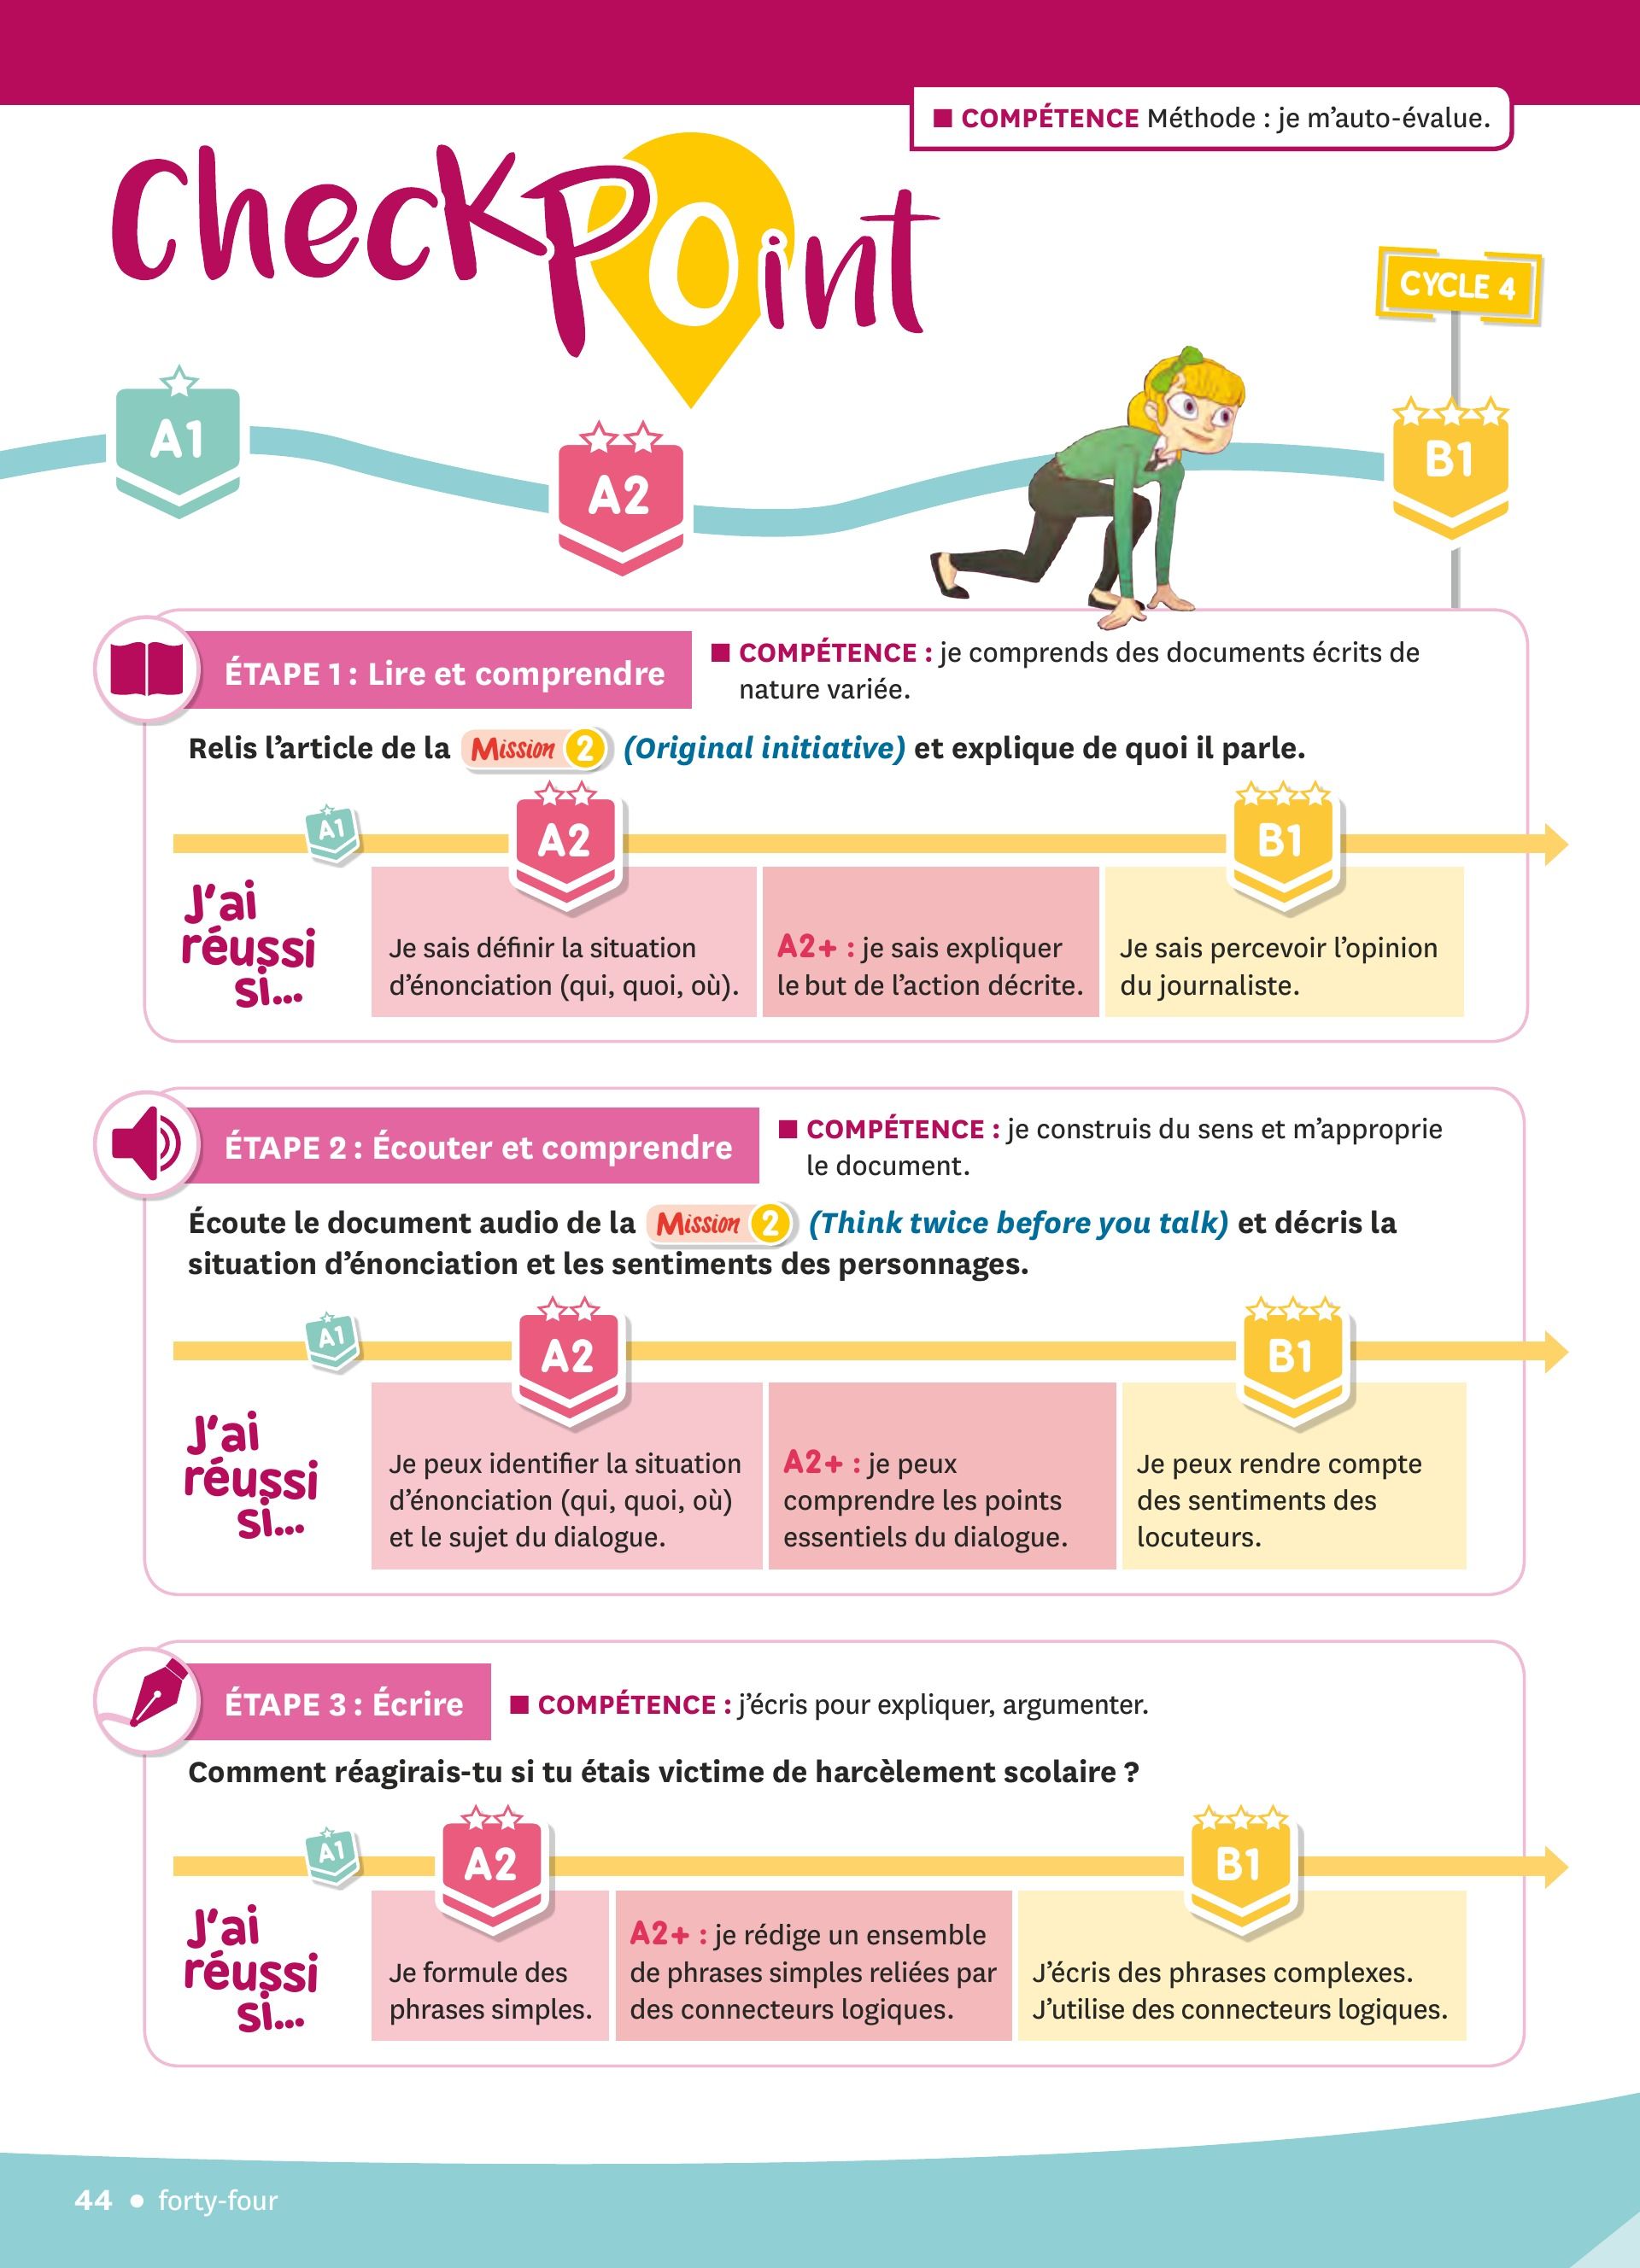 ■ COMPÉTENCE Méthode : je m’auto-évalue.
CheckPoint
CYCLE 4
A1
A2
B1
ÉTAPE 1 : Lire et comprendre
■ COMPÉTENCE : je comprends des documents écrits de
nature variée.
Relis l’article de la Mission 2 (Original initiative) et explique de quoi il parle.
A1
A2
B1
J’ai
réussi
si...
Je sais définir la situation
d’énonciation (qui, quoi, où).
A2+ : je sais expliquer
le but de l’action décrite.
Je sais percevoir l’opinion
du journaliste.
ÉTAPE 2 : Écouter et comprendre
■ COMPÉTENCE : je construis du sens et m’approprie
le document.
Écoute le document audio de la Mission 2 (Think twice before you talk) et décris la
situation d’énonciation et les sentiments des personnages.
A1
A2
B1
J’ai
réussi
si...
Je peux identifier la situation
d’énonciation (qui, quoi, où)
et le sujet du dialogue.
A2+ : je peux
comprendre les points
essentiels du dialogue.
Je peux rendre compte
des sentiments des
locuteurs.
ÉTAPE 3 : Écrire
■ COMPÉTENCE : j’écris pour expliquer, argumenter.
Comment réagirais-tu si tu étais victime de harcèlement scolaire ?
A1
A2
B1
J’ai
réussi
si...
Je formule des
phrases simples.
A2+ : je rédige un ensemble
de phrases simples reliées par
des connecteurs logiques.
J’écris des phrases complexes.
J’utilise des connecteurs logiques.
44 • forty-four